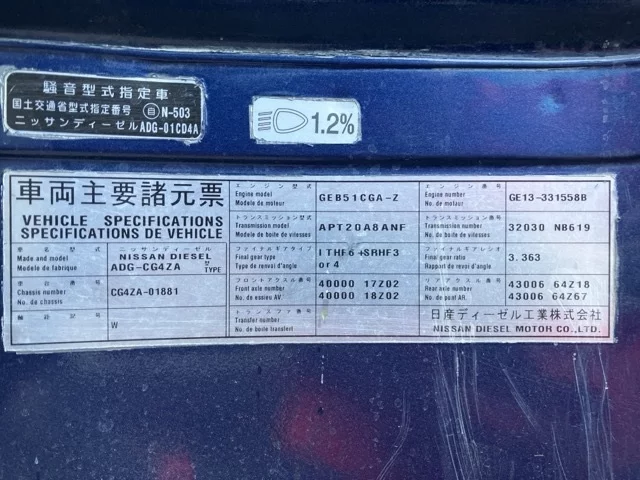 騒音型式指定車
国土交通省型式指定番号 自 N-503
ニッサンディーゼル ADG-01CD4A
1.2%
車両主要諸元票
VEHICLE SPECIFICATIONS
SPECIFICATIONS DE VEHICLE
ニッサンディーゼル
Made and model NISSAN DIESEL 型
Modele de fabrique ADG-CG4ZA TYPE
車台番号
Chassis number CG4ZA-01881
No. du chassis
軸距記号
W
エンジン型式
Engine model GEB51CGA-Z
Modele du moteur
トランスミッション型式
Transmission model APT20A8ANF
Modele de boite de vitesses
ファイナルギアタイプ
Final gear type 1THF6+SRHF3
Type de renvoi d'angle or4
フロントアクスル番号
Front axle number 40000 17Z02
No. de essieu AV 40000 18Z02
トランスファ番号
Transfer number
No. de boite transfert
エンジン番号
Engine number GE13-331558B
No. de moteur
トランスミッション番号
Transmission number 32030 NB619
No. de boite de vitesses
ファイナルギアレシオ
Final gear ratio 3.363
Rapport de renvoi d'angle
リアアクスル番号
Rear axle number 43006 64Z18
No. de pont AR 43006 64Z67
日産ディーゼル工業株式会社
NISSAN DIESEL MOTOR CO.,LTD.